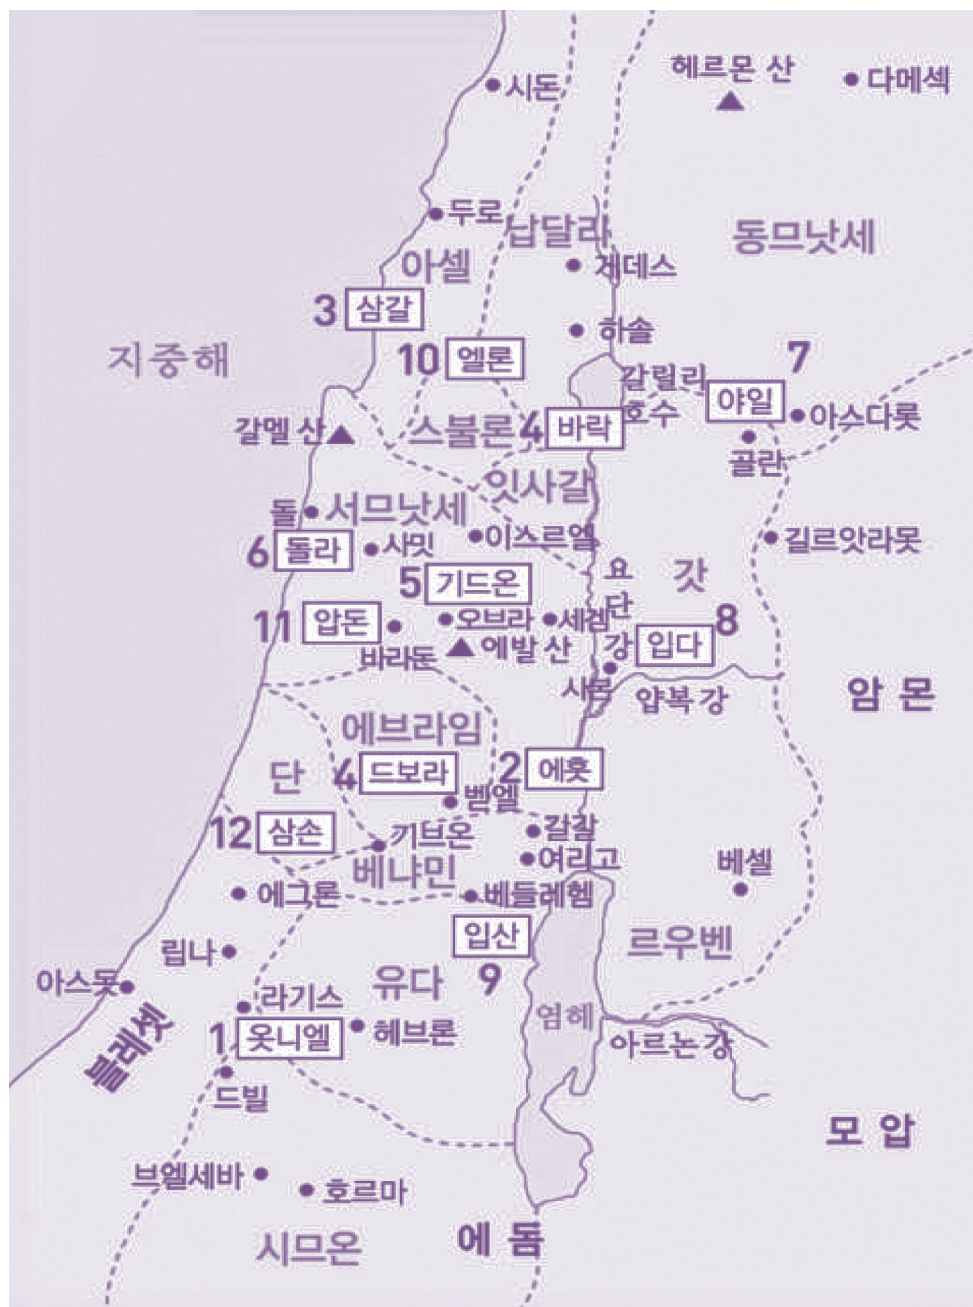 헤르몬 산
다메섹
시돈
두로
납달리
동므낫세
아셀
게데스
3 삼갈
하솔
지중해
10 엘론
7
갈릴리
호수
야일
아스다롯
갈멜 산
스불론
4 바락
골란
잇사갈
돌
서므낫세
이스르엘
길르앗라못
6 돌라
사밋
요
단
강
갓
5 기드온
11 압돈
오브라
세겜
8
입다
바라돈
에발 산
사본
얍복 강
암몬
에브라임
단
4 드보라
2 에훗
벧엘
12 삼손
기브온
길갈
여리고
베냐민
베셀
에그론
베들레헴
입산
9
르우벤
립나
아스돗
유다
라기스
염해
블레셋
1 옷니엘
헤브론
아르논 강
드빌
모압
브엘세바
호르마
시므온
에돔